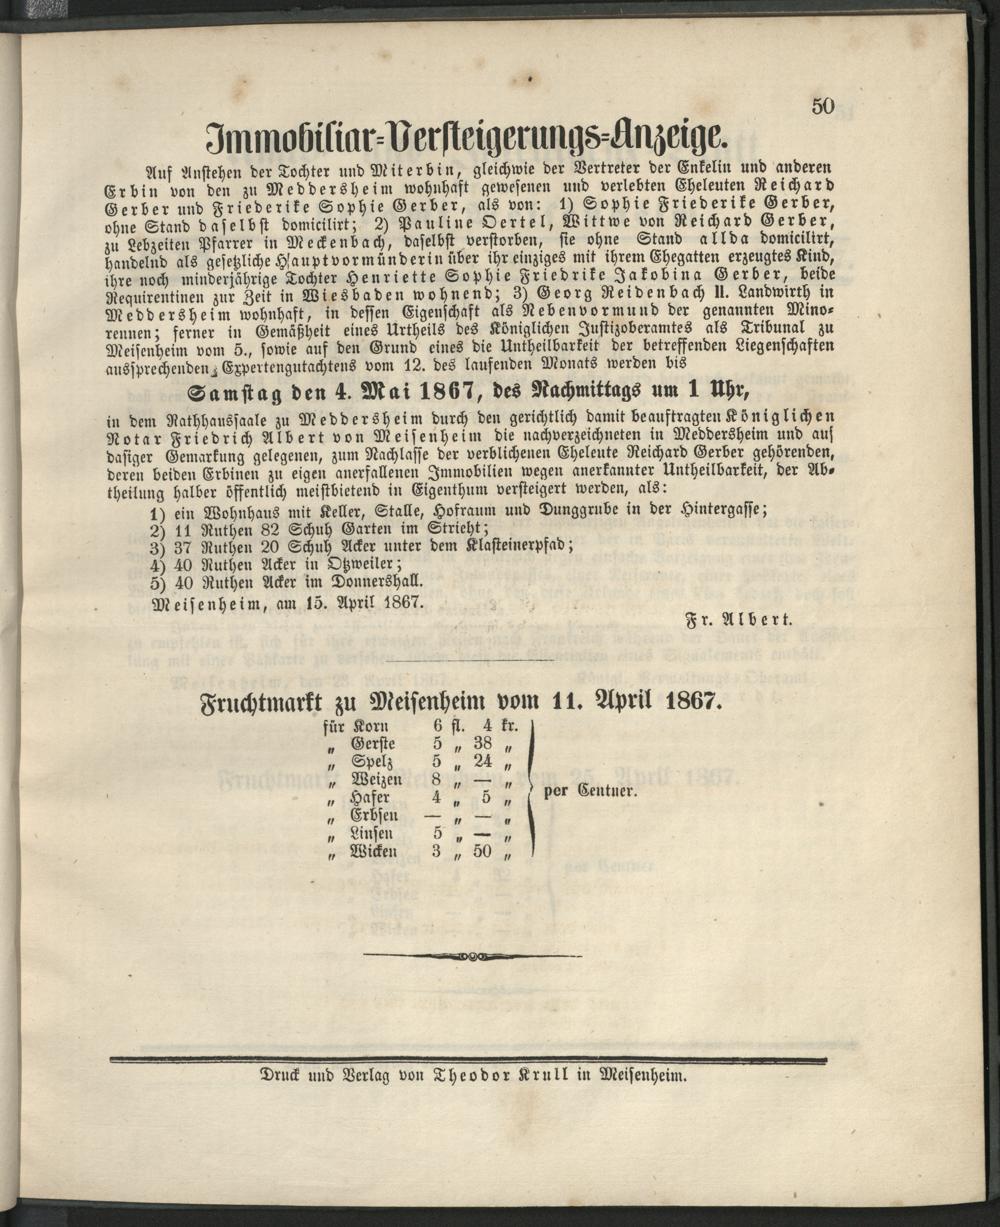 50
Immobiliar-Versteigerungs-Anzeige.
Auf Anstehen der Tochter und Miterbin, gleichwie der Vertreter der Enkelin und anderen
Erbin von den zu Meddersheim wohnhaft gewesenen und verlebten Eheleuten Reichard
Gerber und Friederike Sophie Gerber, als von: 1) Sophie Friederike Gerber,
ohne Stand daselbst domicilirt; 2) Pauline Oertel, Wittwe von Reichard Gerber,
zu Lebzeiten Pfarrer in Meckenbach, daselbst verstorben, sie ohne Stand allda domicilirt,
handelnd als gesetzliche Hauptvormünderin über ihr einziges mit ihrem Ehegatten erzeugtes Kind,
ihre noch minderjährige Tochter Henriette Sophie Friedrike Jakobina Gerber, beide
Requirentinen zur Zeit in Wiesbaden wohnend; 3) Georg Reidenbach II. Landwirth in
Meddersheim wohnhaft, in dessen Eigenschaft als Nebenvormund der genannten Mino-
rennen; ferner in Gemäßheit eines Urtheils des Königlichen Justizoberamtes als Tribunal zu
Meisenheim vom 5., sowie auf den Grund eines die Untheilbarkeit der betreffenden Liegenschaften
aussprechenden Expertengutachtens vom 12. des laufenden Monats werden bis
Samstag den 4. Mai 1867, des Nachmittags um 1 Uhr,
in dem Rathhaussaale zu Meddersheim durch den gerichtlich damit beauftragten Königlichen
Notar Friedrich Albert von Meisenheim die nachverzeichneten in Meddersheim und auf
dasiger Gemarkung gelegenen, zum Nachlasse der verblichenen Eheleute Reichard Gerber gehörenden,
deren beiden Erbinen zu eigen anerfallenen Immobilien wegen anerkannter Untheilbarkeit, der Ab-
theilung halber öffentlich meistbietend in Eigenthum versteigert werden, als:
1) ein Wohnhaus mit Keller, Stalle, Hofraum und Dunggrube in der Hintergasse;
2) 11 Ruthen 82 Schuh Garten im Strieht;
3) 37 Ruthen 20 Schuh Acker unter dem Klasteinerpfad;
4) 40 Ruthen Acker in Otzweiler;
5) 40 Ruthen Acker im Donnershall.
Meisenheim, am 15. April 1867.
Fr. Albert.
Fruchtmarkt zu Meisenheim vom 11. April 1867.
für Korn 6 fl. 4 kr.
„ Gerste 5 „ 38 „
„ Spelz 5 „ 24 „
„ Weizen 8 „ — „
„ Hafer 4 „ 5 „
per Centner.
„ Erbsen — „ — „
„ Linsen 5 „ — „
„ Wicken 3 „ 50 „
Druck und Verlag von Theodor Krull in Meisenheim.